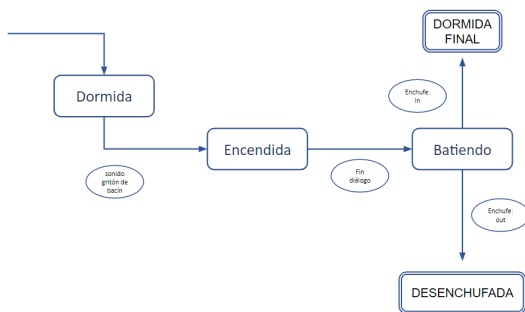 DORMIDA
FINAL
Dormida
Enchufe:
in
Encendida
Batiendo
sonido
gritón de
bacín
Fin
diálogo
Enchufe:
out
DESENCHUFADA